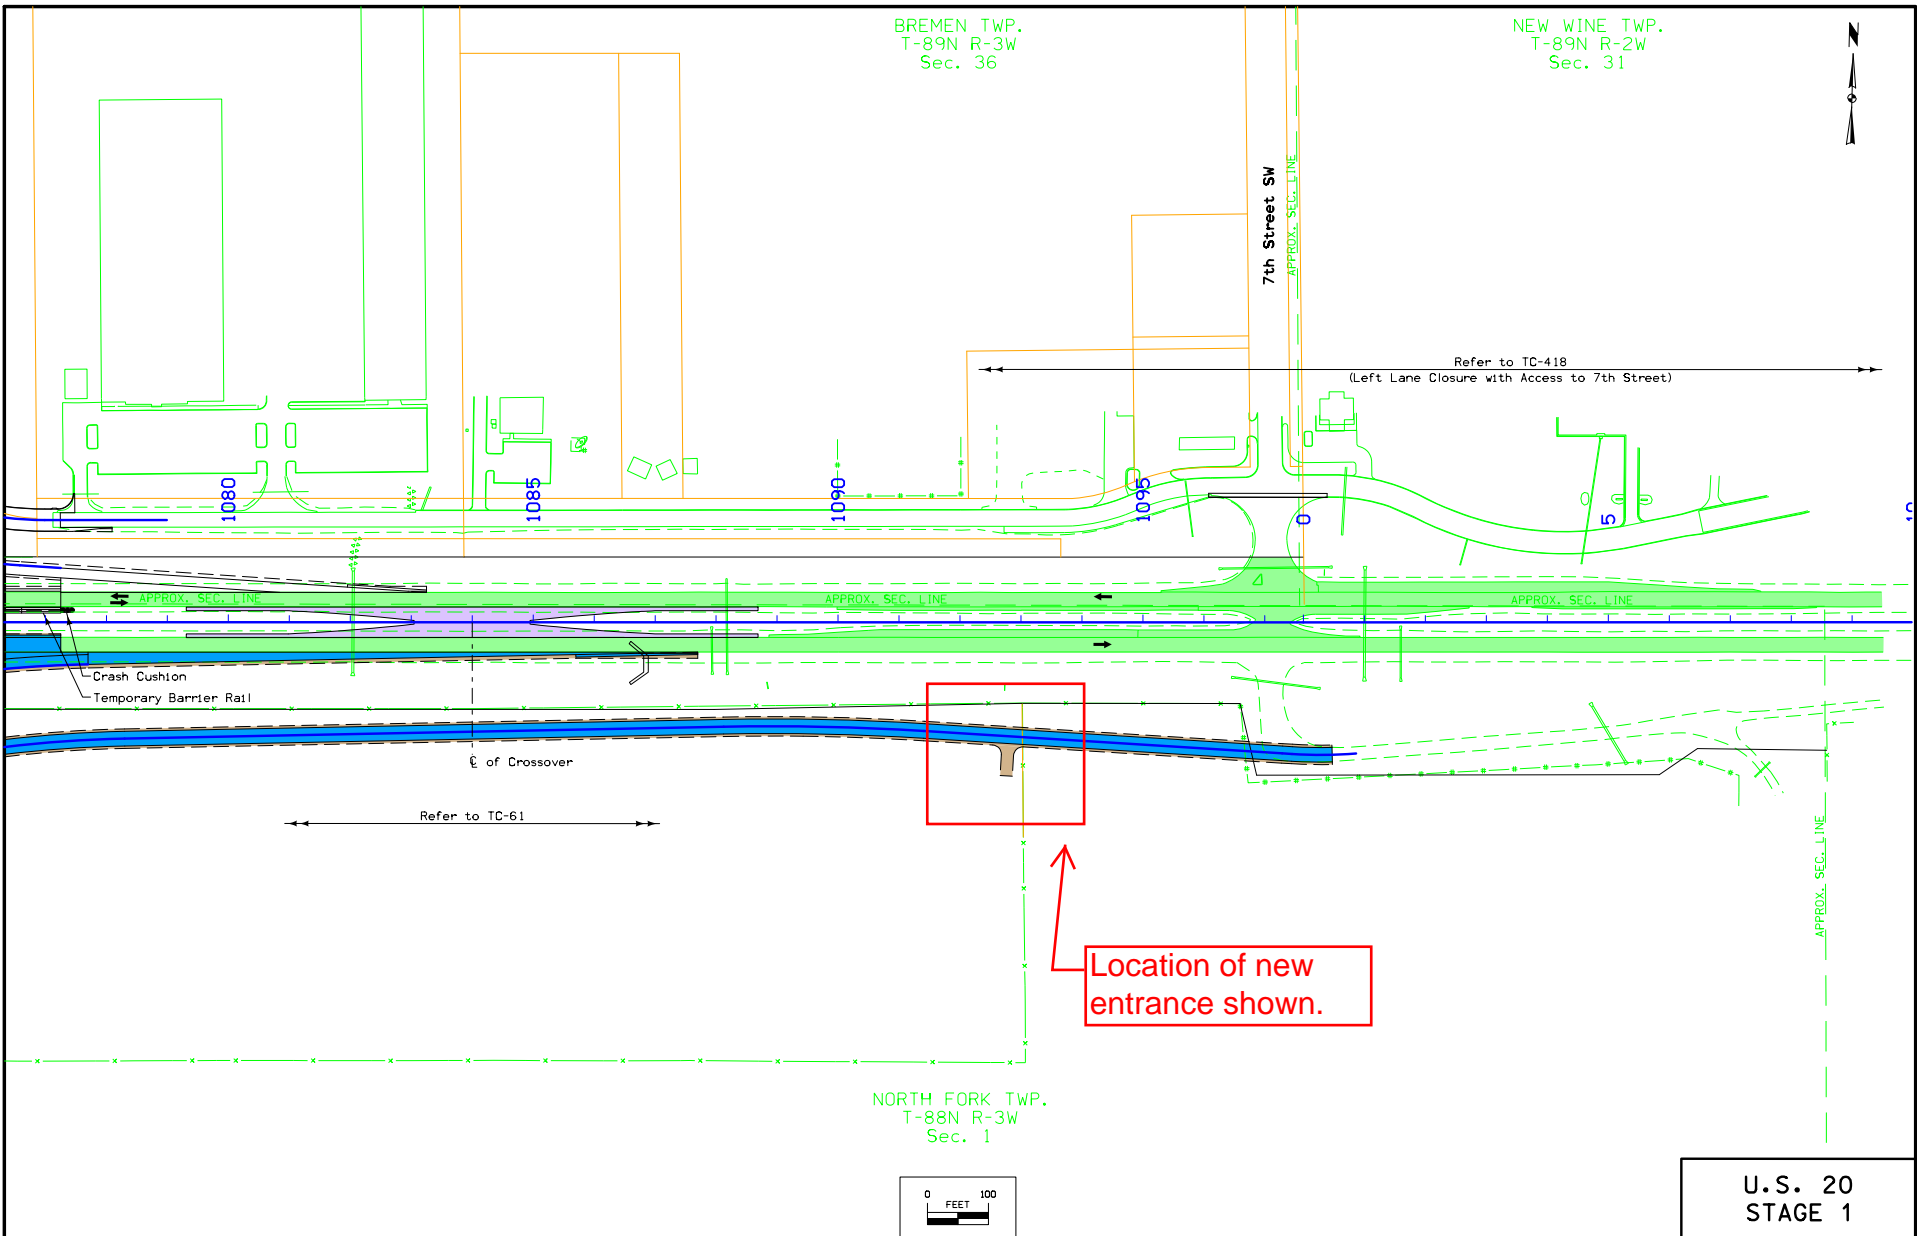 BREMEN TWP.
T-89N R-3W
Sec. 36
NEW WINE TWP.
T-89N R-2W
Sec. 31
N
7th Street SW
APPROX. SEC. LINE
Refer to TC-418
(Left Lane Closure with Access to 7th Street)
1080
1085
1090
1095
0
5
APPROX. SEC. LINE
APPROX. SEC. LINE
APPROX. SEC. LINE
Crash Cushion
Temporary Barrier Rail
℄ of Crossover
Refer to TC-61
APPROX. SEC. LINE
Location of new
entrance shown.
NORTH FORK TWP.
T-88N R-3W
Sec. 1
0 100
FEET
U.S. 20
STAGE 1